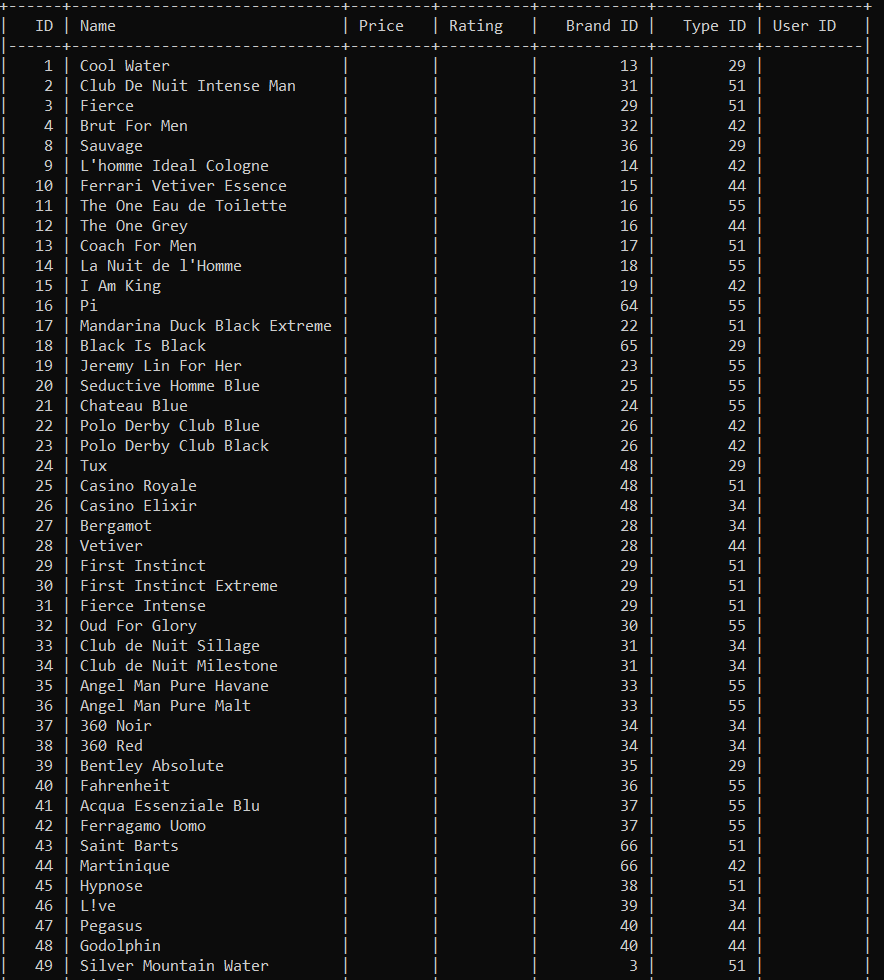 ID | Name | Price | Rating | Brand ID | Type ID | User ID
1 | Cool Water | | | 13 | 29 |
2 | Club De Nuit Intense Man | | | 31 | 51 |
3 | Fierce | | | 29 | 51 |
4 | Brut For Men | | | 32 | 42 |
8 | Sauvage | | | 36 | 29 |
9 | L'homme Ideal Cologne | | | 14 | 42 |
10 | Ferrari Vetiver Essence | | | 15 | 44 |
11 | The One Eau de Toilette | | | 16 | 55 |
12 | The One Grey | | | 16 | 44 |
13 | Coach For Men | | | 17 | 51 |
14 | La Nuit de l'Homme | | | 18 | 55 |
15 | I Am King | | | 19 | 42 |
16 | Pi | | | 64 | 55 |
17 | Mandarina Duck Black Extreme | | | 22 | 51 |
18 | Black Is Black | | | 65 | 29 |
19 | Jeremy Lin For Her | | | 23 | 55 |
20 | Seductive Homme Blue | | | 25 | 55 |
21 | Chateau Blue | | | 24 | 55 |
22 | Polo Derby Club Blue | | | 26 | 42 |
23 | Polo Derby Club Black | | | 26 | 42 |
24 | Tux | | | 48 | 29 |
25 | Casino Royale | | | 48 | 51 |
26 | Casino Elixir | | | 48 | 34 |
27 | Bergamot | | | 28 | 34 |
28 | Vetiver | | | 28 | 44 |
29 | First Instinct | | | 29 | 51 |
30 | First Instinct Extreme | | | 29 | 51 |
31 | Fierce Intense | | | 29 | 51 |
32 | Oud For Glory | | | 30 | 55 |
33 | Club de Nuit Sillage | | | 31 | 34 |
34 | Club de Nuit Milestone | | | 31 | 34 |
35 | Angel Man Pure Havane | | | 33 | 55 |
36 | Angel Man Pure Malt | | | 33 | 55 |
37 | 360 Noir | | | 34 | 34 |
38 | 360 Red | | | 34 | 34 |
39 | Bentley Absolute | | | 35 | 29 |
40 | Fahrenheit | | | 36 | 55 |
41 | Acqua Essenziale Blu | | | 37 | 55 |
42 | Ferragamo Uomo | | | 37 | 55 |
43 | Saint Barts | | | 66 | 51 |
44 | Martinique | | | 66 | 42 |
45 | Hypnose | | | 38 | 51 |
46 | L!ve | | | 39 | 34 |
47 | Pegasus | | | 40 | 44 |
48 | Godolphin | | | 40 | 44 |
49 | Silver Mountain Water | | | 3 | 51 |